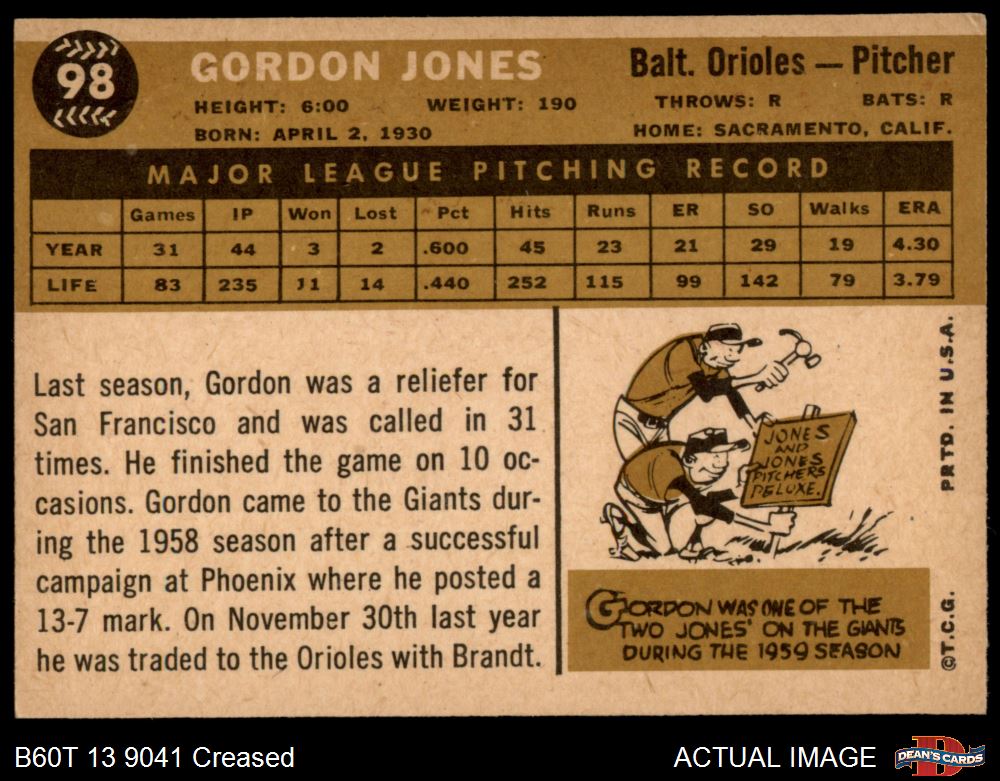 98
GORDON JONES
Balt. Orioles — Pitcher
HEIGHT: 6:00 WEIGHT: 190 THROWS: R BATS: R
BORN: APRIL 2, 1930 HOME: SACRAMENTO, CALIF.
MAJOR LEAGUE PITCHING RECORD
Games IP Won Lost Pct Hits Runs ER SO Walks ERA
YEAR 31 44 3 2 .600 45 23 21 29 19 4.30
LIFE 83 235 11 14 .440 252 115 99 142 79 3.79
Last season, Gordon was a reliefer for
San Francisco and was called in 31
times. He finished the game on 10 oc-
casions. Gordon came to the Giants dur-
ing the 1958 season after a successful
campaign at Phoenix where he posted a
13-7 mark. On November 30th last year
he was traded to the Orioles with Brandt.
JONES
AND
JONES
PITCHERS
DELUXE.
GORDON WAS ONE OF THE
TWO JONES' ON THE GIANTS
DURING THE 1959 SEASON
PRTD. IN U.S.A.
©T.C.G.
B60T 13 9041 Creased
ACTUAL IMAGE
D
DEAN'S CARDS